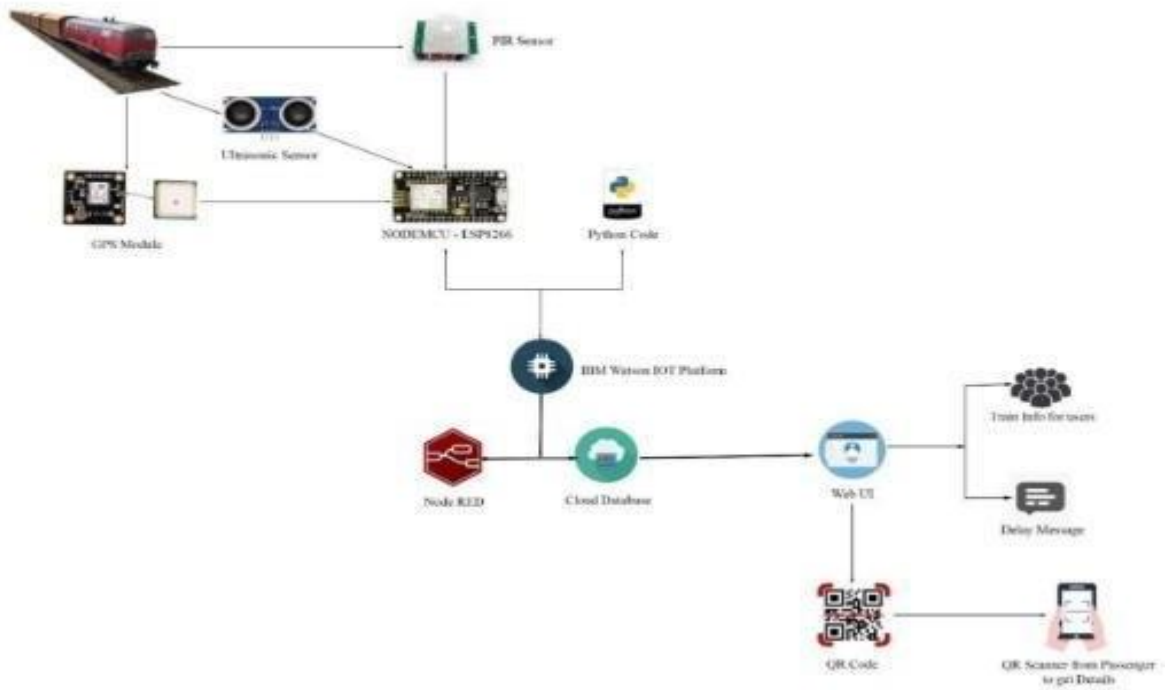 PIR Sensor
Ultrasonic Sensor
GPS Module
NODEMCU - ESP8266
Python Code
IBM Watson IOT Platform
Node RED
Cloud Database
Web UI
Train Info for users
Delay Message
QR Code
QR Scanner from Passenger
to get Details